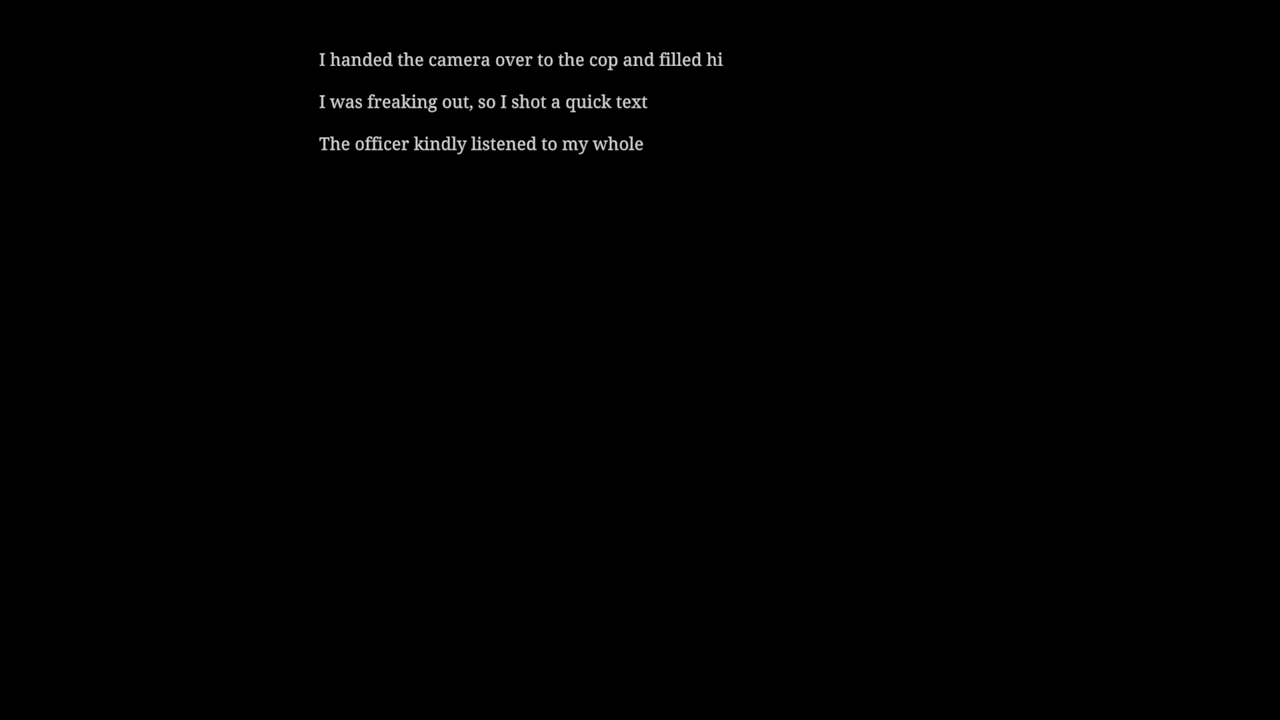 I handed the camera over to the cop and filled hi
I was freaking out, so I shot a quick text
The officer kindly listened to my whole